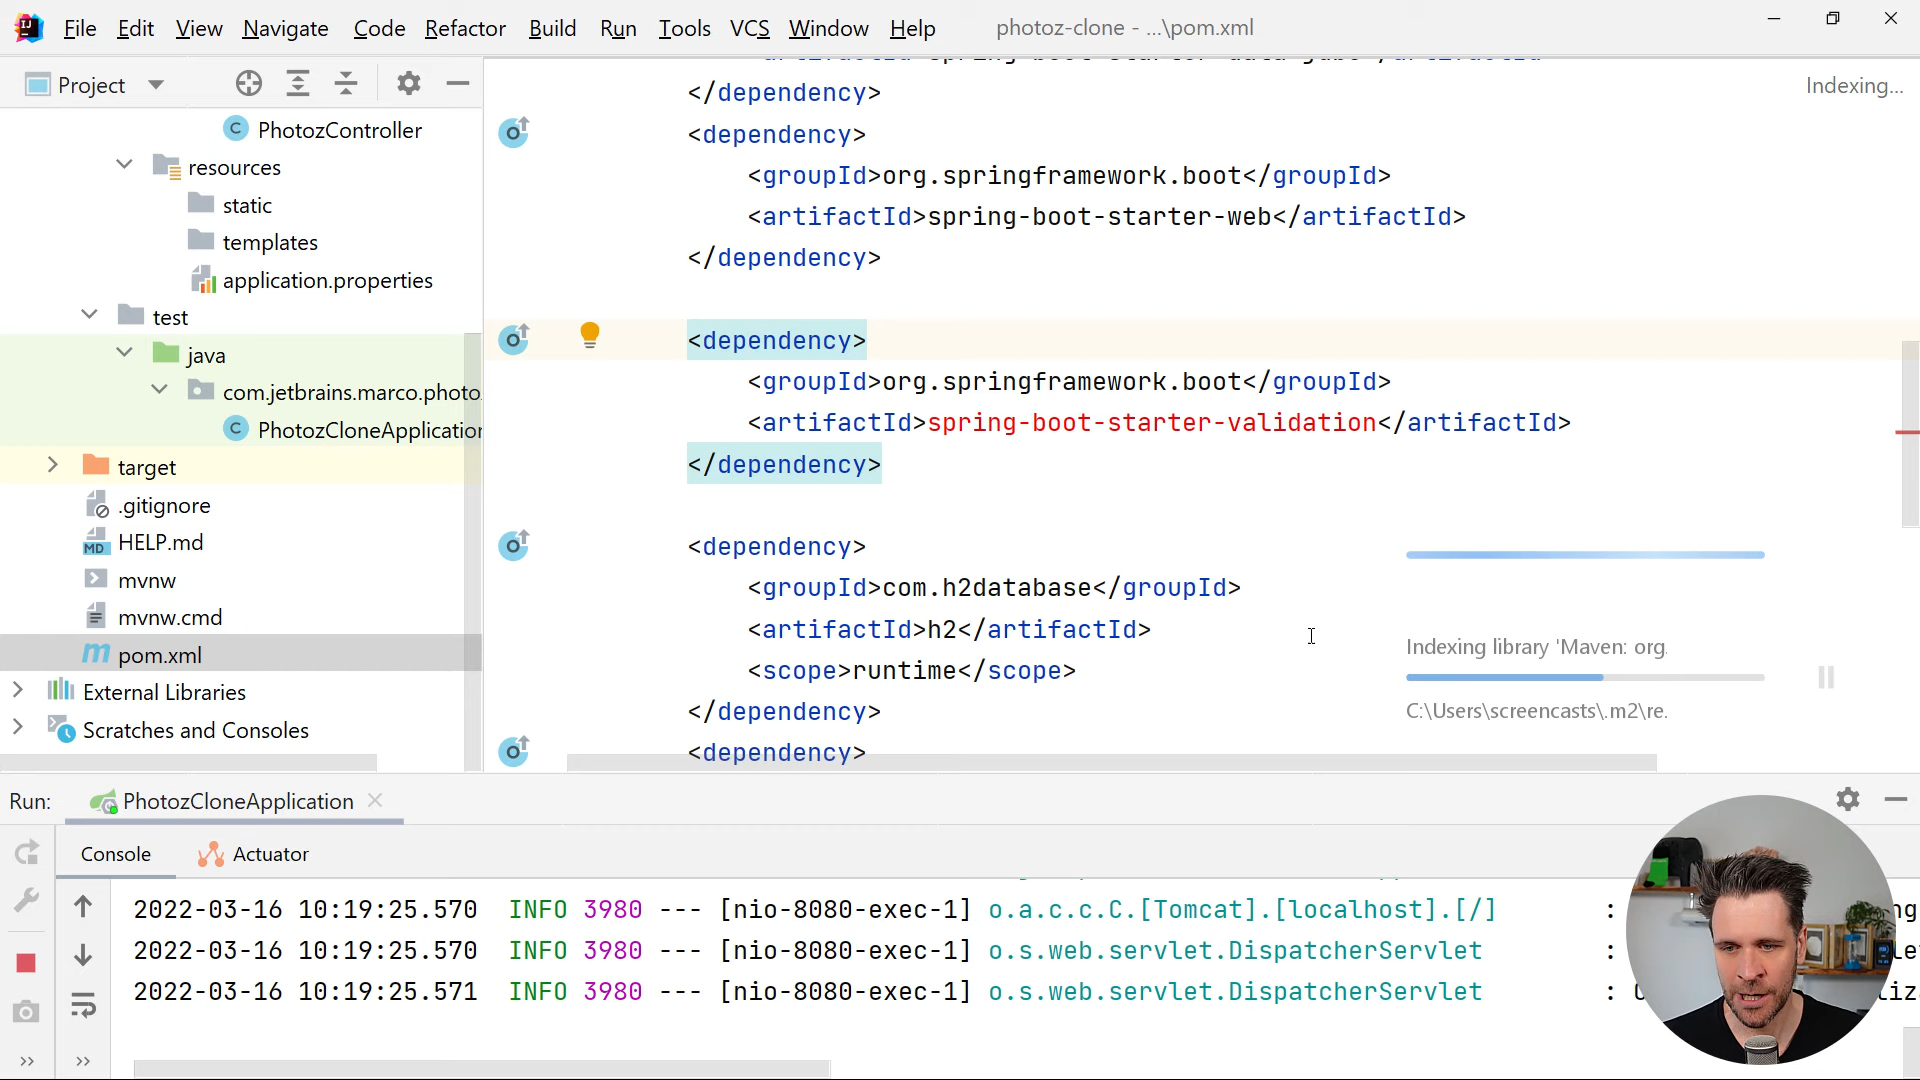 File Edit View Navigate Code Refactor Build Run Tools VCS Window Help photoz-clone - ...\pom.xml
Project
Indexing...
PhotozController
resources
static
templates
application.properties
test
java
com.jetbrains.marco.photo
PhotozCloneApplication
target
.gitignore
MD HELP.md
mvnw
mvnw.cmd
m pom.xml
External Libraries
Scratches and Consoles
</dependency>
<dependency>
<groupId>org.springframework.boot</groupId>
<artifactId>spring-boot-starter-web</artifactId>
</dependency>
<dependency>
<groupId>org.springframework.boot</groupId>
<artifactId>spring-boot-starter-validation</artifactId>
</dependency>
<dependency>
<groupId>com.h2database</groupId>
<artifactId>h2</artifactId>
<scope>runtime</scope>
</dependency>
<dependency>
Indexing library 'Maven: org.
C:\Users\screencasts\.m2\re.
Run: PhotozCloneApplication
Console Actuator
2022-03-16 10:19:25.570 INFO 3980 --- [nio-8080-exec-1] o.a.c.c.C.[Tomcat].[localhost].[/] :
2022-03-16 10:19:25.570 INFO 3980 --- [nio-8080-exec-1] o.s.web.servlet.DispatcherServlet :
2022-03-16 10:19:25.571 INFO 3980 --- [nio-8080-exec-1] o.s.web.servlet.DispatcherServlet :